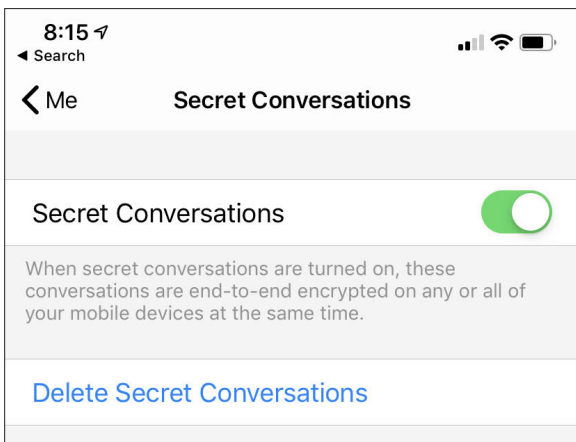 8:15
◀ Search
Me
Secret Conversations
Secret Conversations
When secret conversations are turned on, these
conversations are end-to-end encrypted on any or all of
your mobile devices at the same time.
Delete Secret Conversations